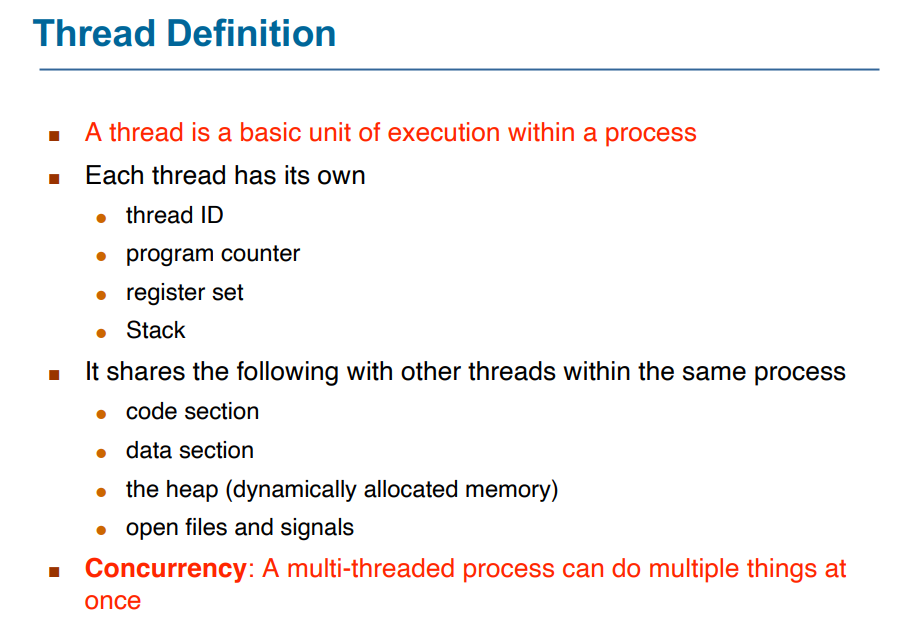 Thread Definition
■ A thread is a basic unit of execution within a process
■ Each thread has its own
● thread ID
● program counter
● register set
● Stack
■ It shares the following with other threads within the same process
● code section
● data section
● the heap (dynamically allocated memory)
● open files and signals
■ Concurrency: A multi-threaded process can do multiple things at
once